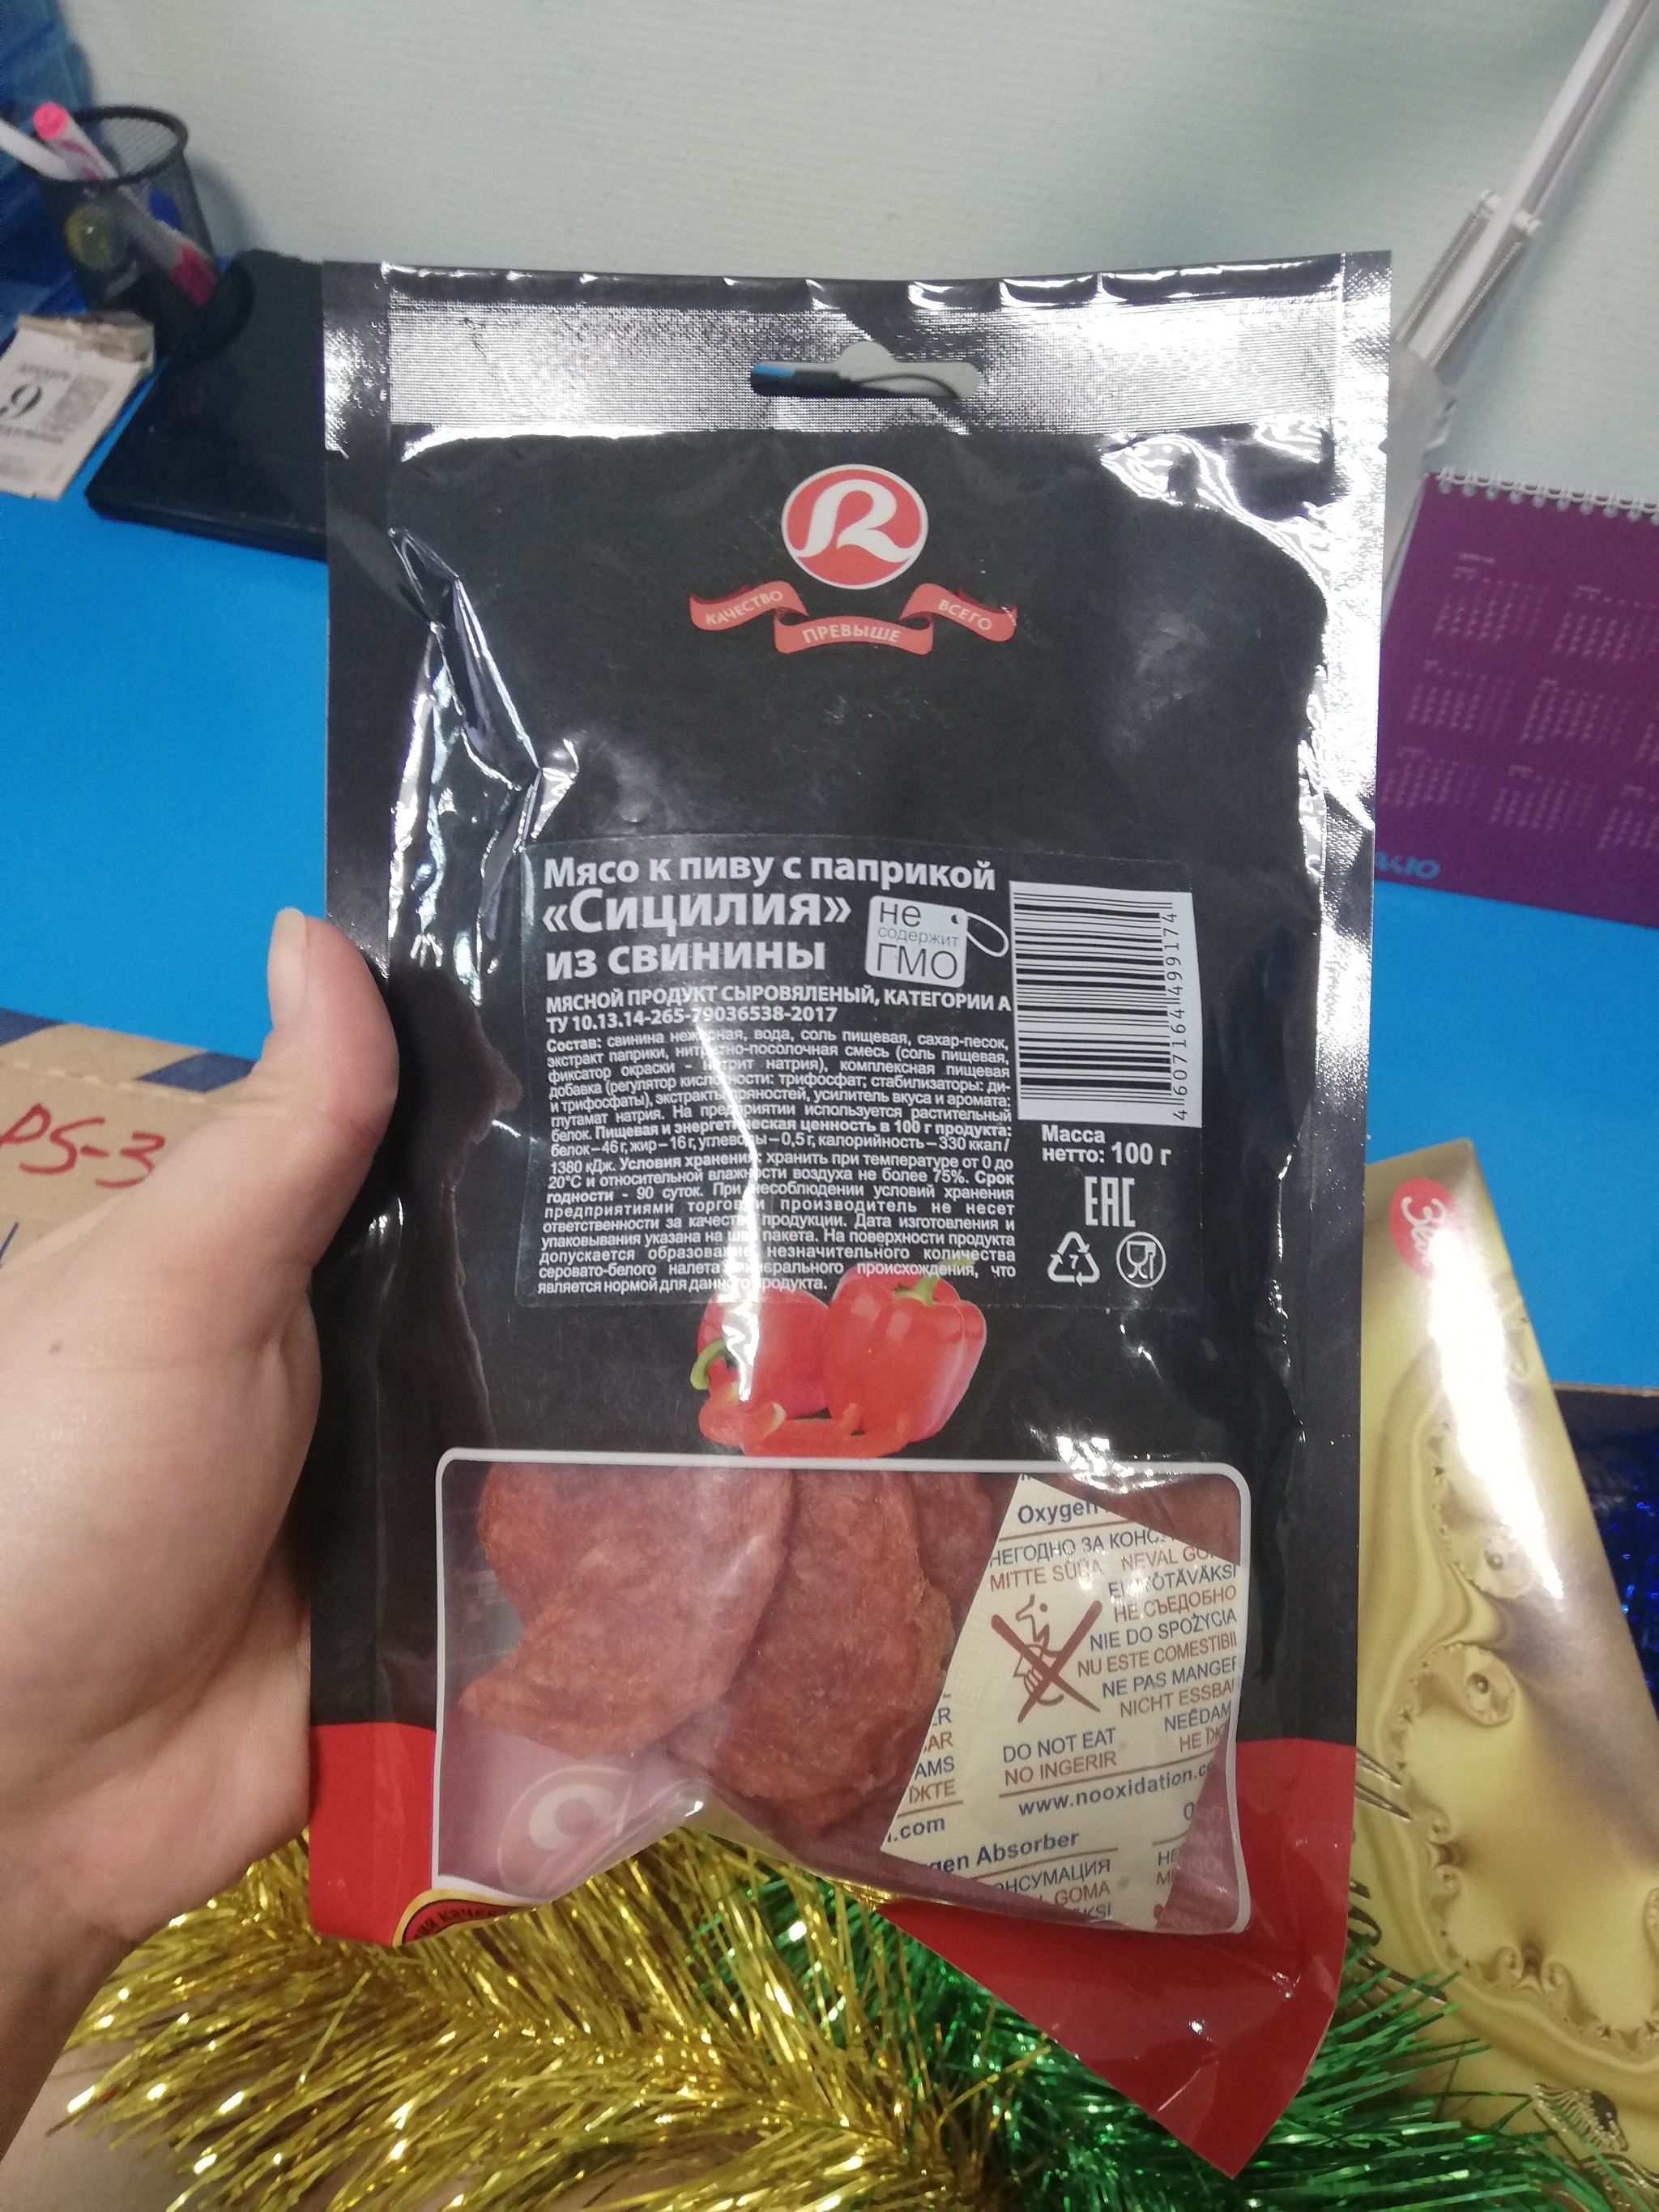 9
PS-3
КАЧЕСТВО ПРЕВЫШЕ ВСЕГО
Мясо к пиву с паприкой
«Сицилия»
из свинины
не
содержит
ГМО
МЯСНОЙ ПРОДУКТ СЫРОВЯЛЕНЫЙ, КАТЕГОРИИ А
ТУ 10.13.14-265-79036538-2017
Состав: свинина нежирная, вода, соль пищевая, сахар-песок,
экстракт паприки, нитритно-посолочная смесь (соль пищевая,
фиксатор окраски - нитрит натрия), комплексная пищевая
добавка (регулятор кислотности: трифосфат; стабилизаторы: ди-
и трифосфаты), экстракты пряностей, усилитель вкуса и аромата:
глутамат натрия. На предприятии используется растительный
белок. Пищевая и энергетическая ценность в 100 г продукта:
белок–46 г, жир–16 г, углеводы–0,5 г, калорийность–330 ккал/
1380 кДж. Условия хранения: хранить при температуре от 0 до
20°С и относительной влажности воздуха не более 75%. Срок
годности - 90 суток. При несоблюдении условий хранения
предприятиями торговли производитель не несет
ответственности за качество продукции. Дата изготовления и
упаковывания указана на шве пакета. На поверхности продукта
допускается образование незначительного количества
серовато-белого налета минерального происхождения, что
является нормой для данного продукта.
4 607164 499174
Масса
нетто: 100 г
EAC
7
Oxygen
НЕГОДНО ЗА
MITTE SÜÜA NEVAL
НЕ СЪЕДОБНО
NIE DO SPOŻYCIA
NU ESTE
NE PAS
NICHT
DO NOT EAT
NO INGERIR
НЕ
www.nooxidation.c
AR
AMS
ЇЖТЕ
.com
gen Absorber
ОНСУМАЦИЯ
GOMA